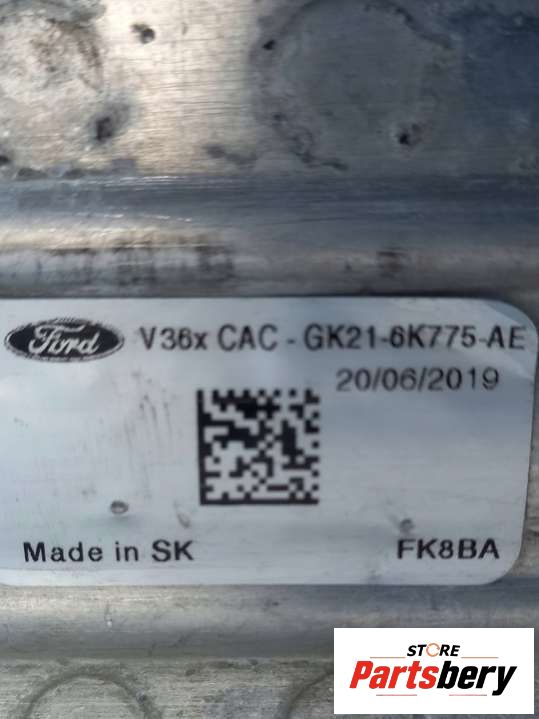 Ford V36x CAC - GK21-6K775-AE
20/06/2019
Made in SK FK8BA
STORE
Partsbery